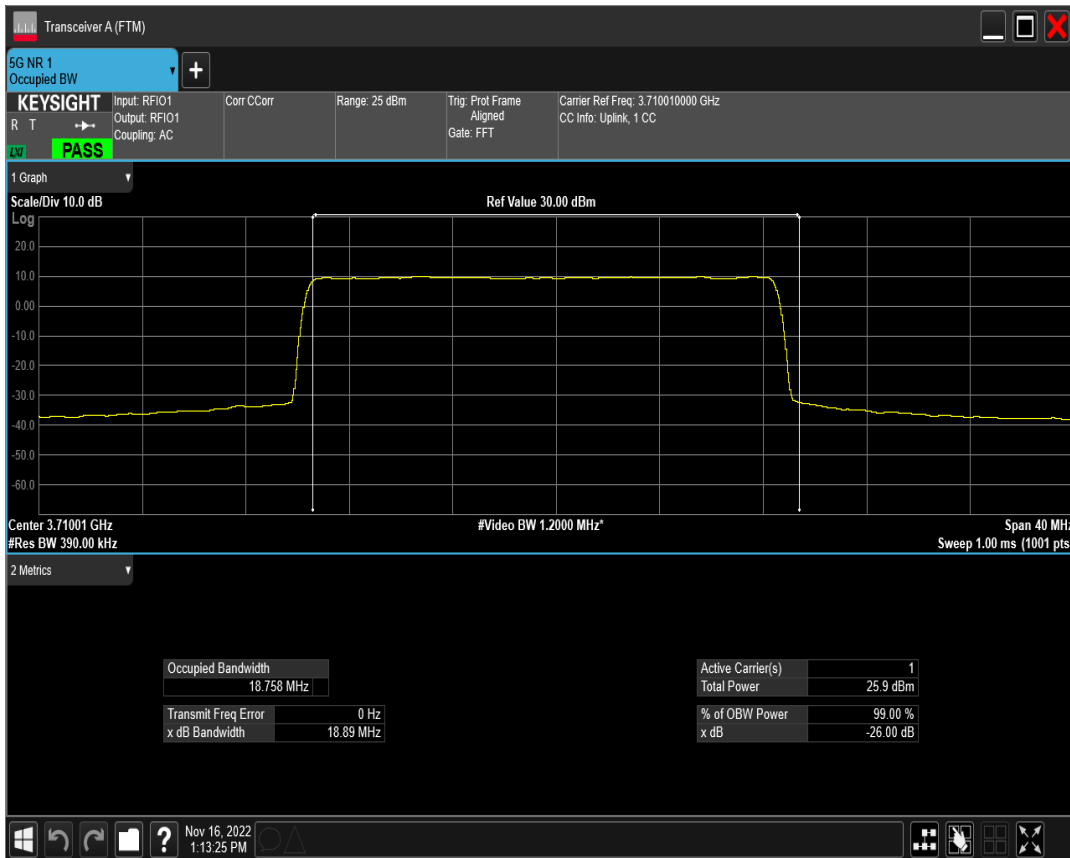 Transceiver A (FTM)
5G NR 1
Occupied BW
+
KEYSIGHT
R T
LXI
PASS
Input: RFIO1
Output: RFIO1
Coupling: AC
Corr CCorr
Range: 25 dBm
Trig: Prot Frame
Aligned
Gate: FFT
Carrier Ref Freq: 3.710010000 GHz
CC Info: Uplink, 1 CC
1 Graph
Scale/Div 10.0 dB
Ref Value 30.00 dBm
Log
20.0
10.0
0.00
-10.0
-20.0
-30.0
-40.0
-50.0
-60.0
Center 3.71001 GHz
#Video BW 1.2000 MHz*
Span 40 MHz
#Res BW 390.00 kHz
Sweep 1.00 ms (1001 pts
2 Metrics
Occupied Bandwidth
18.758 MHz
Transmit Freq Error 0 Hz
x dB Bandwidth 18.89 MHz
Active Carrier(s) 1
Total Power 25.9 dBm
% of OBW Power 99.00 %
x dB -26.00 dB
?
Nov 16, 2022
1:13:25 PM